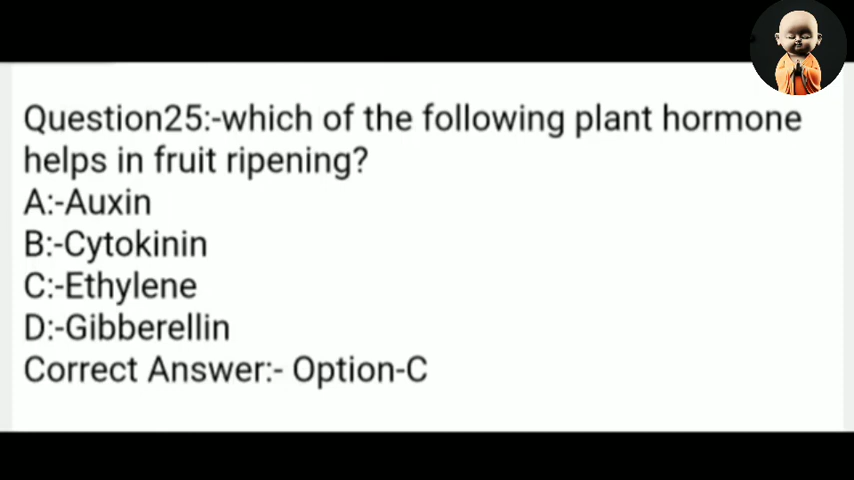 Question25:-which of the following plant hormone
helps in fruit ripening?
A:-Auxin
B:-Cytokinin
C:-Ethylene
D:-Gibberellin
Correct Answer:- Option-C